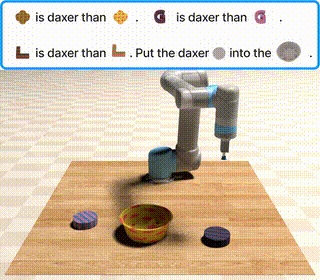 is daxer than . is daxer than .
is daxer than . Put the daxer into the .